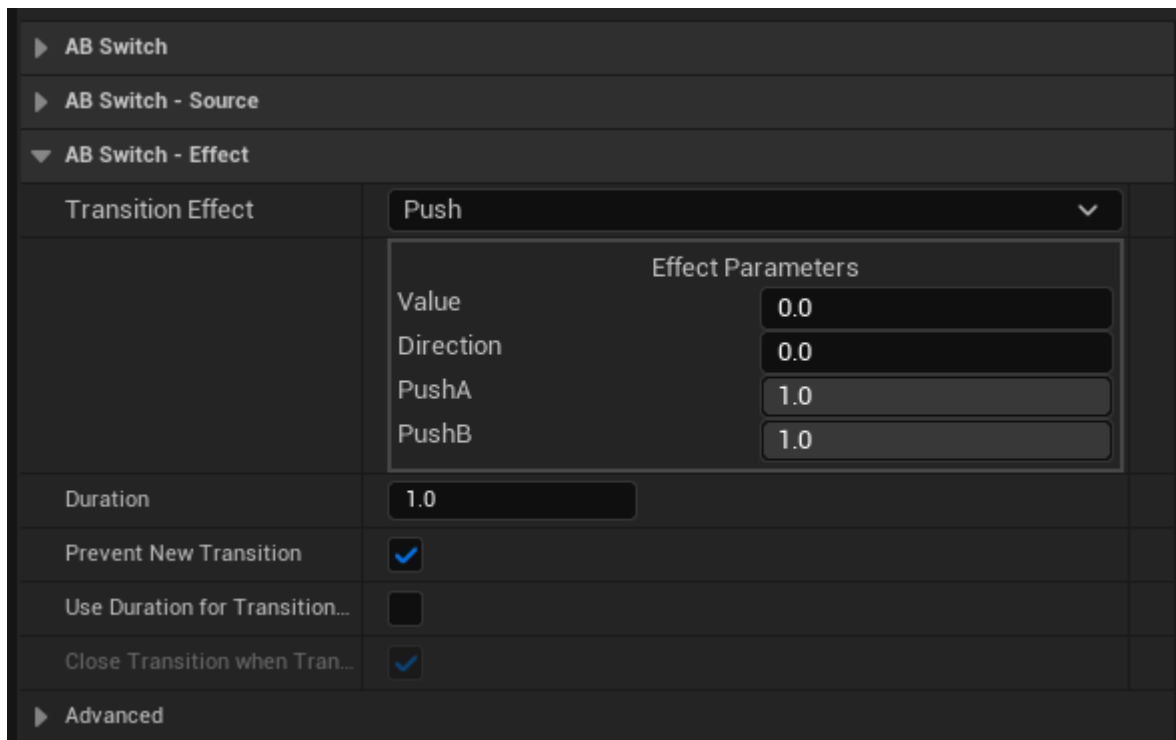 AB Switch
AB Switch - Source
AB Switch - Effect
Transition Effect Push
Effect Parameters
Value 0.0
Direction 0.0
PushA 1.0
PushB 1.0
Duration 1.0
Prevent New Transition
Use Duration for Transition...
Close Transition when Tran...
Advanced